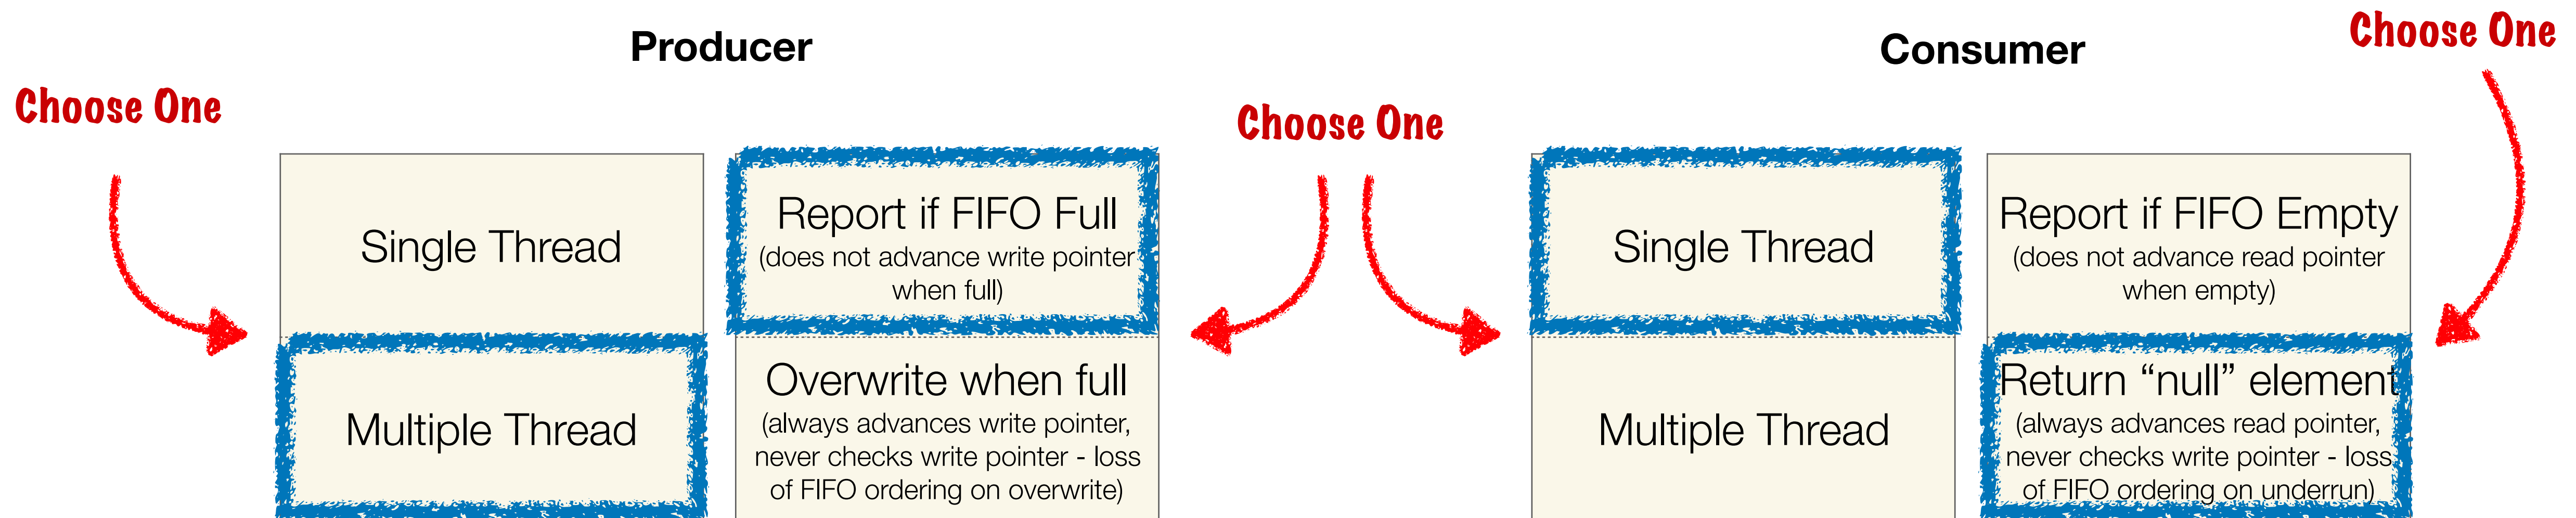 Producer
Consumer
Choose One
Choose One
Choose One
Single Thread
Multiple Thread
Report if FIFO Full
(does not advance write pointer
when full)
Overwrite when full
(always advances write pointer,
never checks write pointer - loss
of FIFO ordering on overwrite)
Single Thread
Multiple Thread
Report if FIFO Empty
(does not advance read pointer
when empty)
Return “null” element
(always advances read pointer,
never checks write pointer - loss
of FIFO ordering on underrun)